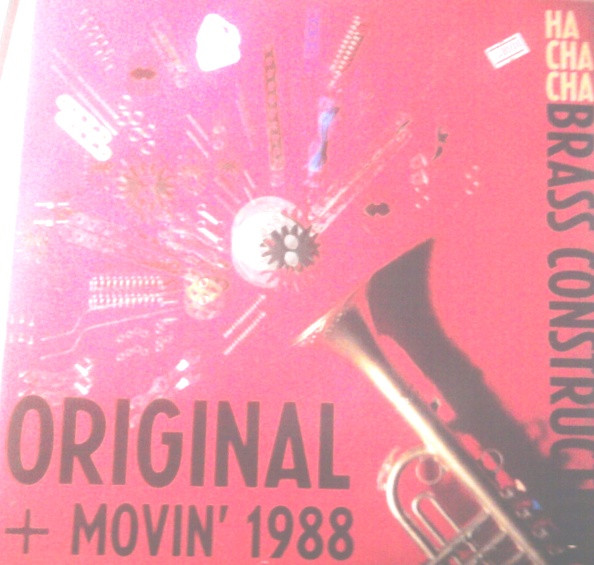 HA
CHA
CHA
BRASS CONSTRUC
ORIGINAL
+ MOVIN' 1988